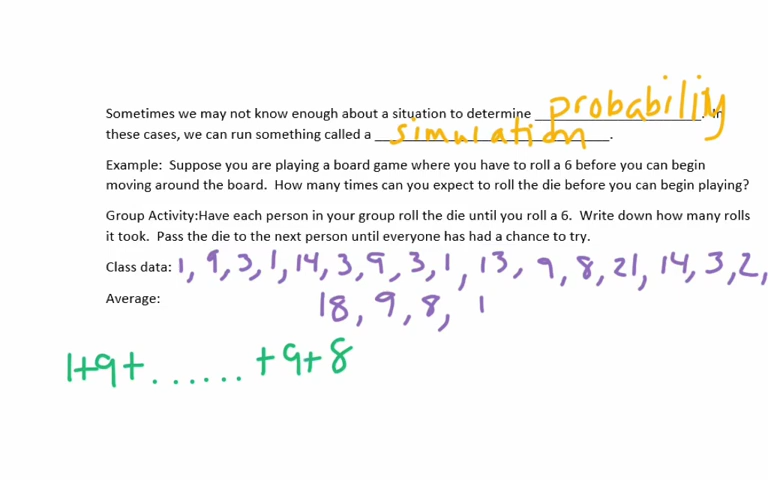 Sometimes we may not know enough about a situation to determine probability. In
these cases, we can run something called a simulation.
Example: Suppose you are playing a board game where you have to roll a 6 before you can begin
moving around the board. How many times can you expect to roll the die before you can begin playing?
Group Activity:Have each person in your group roll the die until you roll a 6. Write down how many rolls
it took. Pass the die to the next person until everyone has had a chance to try.
Class data: 1, 9, 3, 1, 14, 3, 9, 3, 1, 13, 9, 8, 21, 14, 3, 2,
Average: 18, 9, 8, 1
1+9+......+9+8